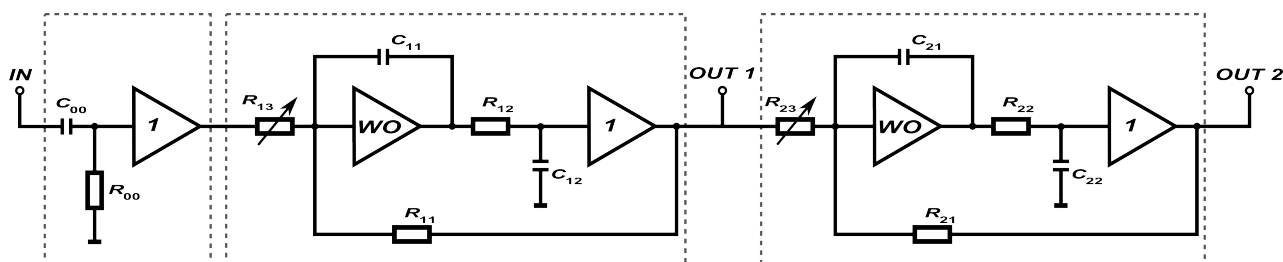 IN
C00
R00
1
R13
C11
WO
R12
C12
1
R11
OUT 1
R23
C21
WO
R22
C22
1
R21
OUT 2